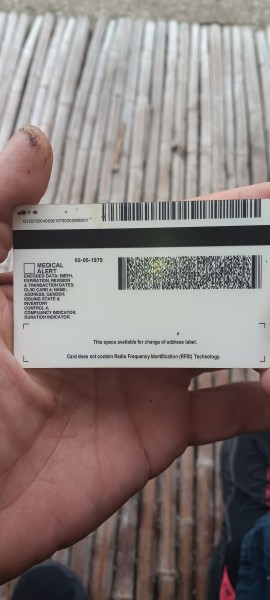 MEDICAL
ALERT
03-05-1979
ENCODED DATA: BIRTH,
EXPIRATION, REVISION
& TRANSACTION DATES,
DL/ID CARD #, NAME,
ADDRESS, GENDER,
ISSUING STATE &
INVENTORY
CONTROL #,
COMPLIANCY INDICATOR,
DURATION INDICATOR.
This space available for change of address label.
Card does not contain Radio Frequency Identification (RFID) Technology.